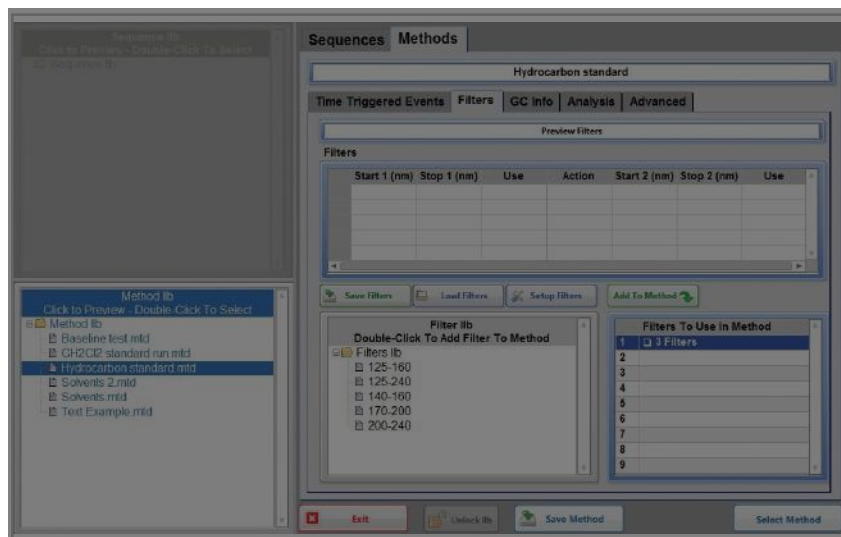 Sequence lib
Click to Preview - Double-Click To Select
Sequence lib
Sequences Methods
Hydrocarbon standard
Time Triggered Events Filters GC Info Analysis Advanced
Preview Filters
Filters
Start 1 (nm) Stop 1 (nm) Use Action Start 2 (nm) Stop 2 (nm) Use
Save Filters Load Filters Setup Filters Add To Method
Method lib
Click to Preview - Double-Click To Select
Method lib
Baseline test.mtd
CH2Cl2 standard run.mtd
Hydrocarbon standard.mtd
Solvents 2.mtd
Solvents.mtd
Text Example.mtd
Filter lib
Double-Click To Add Filter To Method
Filters lib
125-160
125-240
140-160
170-200
200-240
Filters To Use In Method
1 3 Filters
2
3
4
5
6
7
8
9
Exit Unlock lib Save Method Select Method